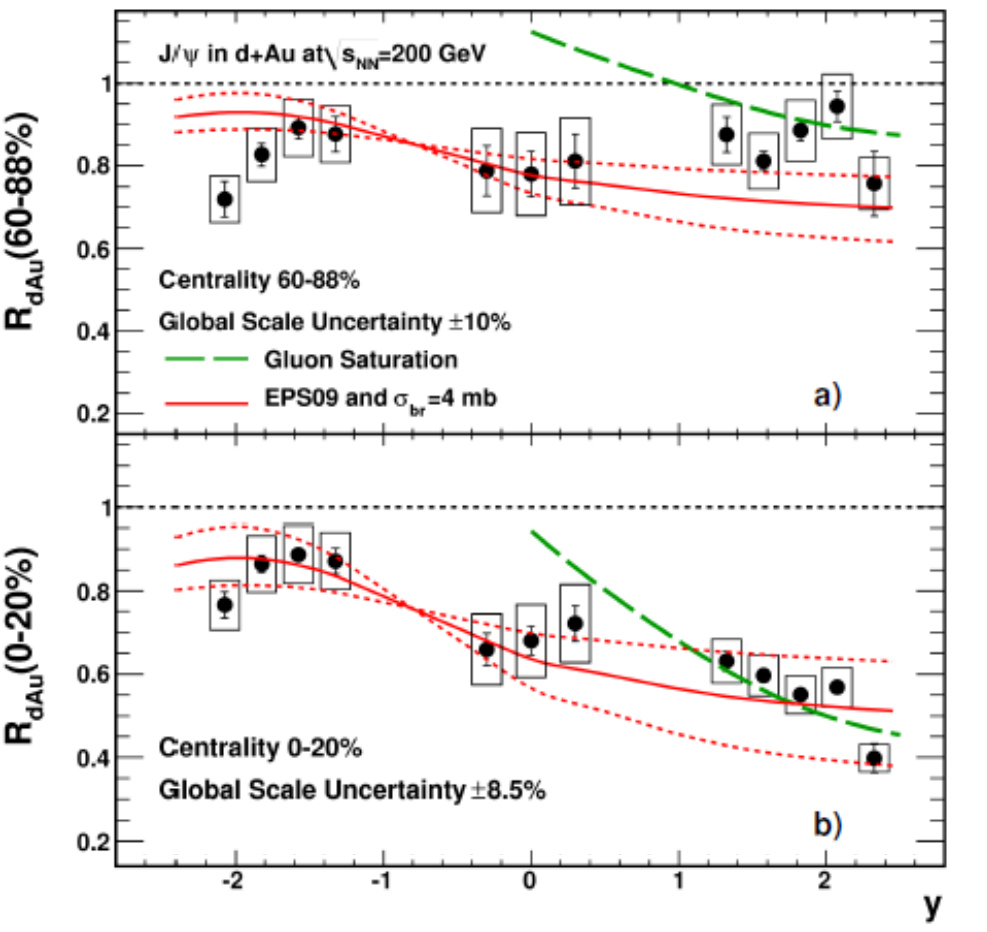 J/ψ in d+Au at √s_NN=200 GeV
R_dAu(60-88%)
1
0.8
0.6
0.4
0.2
Centrality 60-88%
Global Scale Uncertainty ±10%
Gluon Saturation
EPS09 and σ_br=4 mb
a)
R_dAu(0-20%)
1
0.8
0.6
0.4
0.2
Centrality 0-20%
Global Scale Uncertainty ±8.5%
b)
-2 -1 0 1 2
y